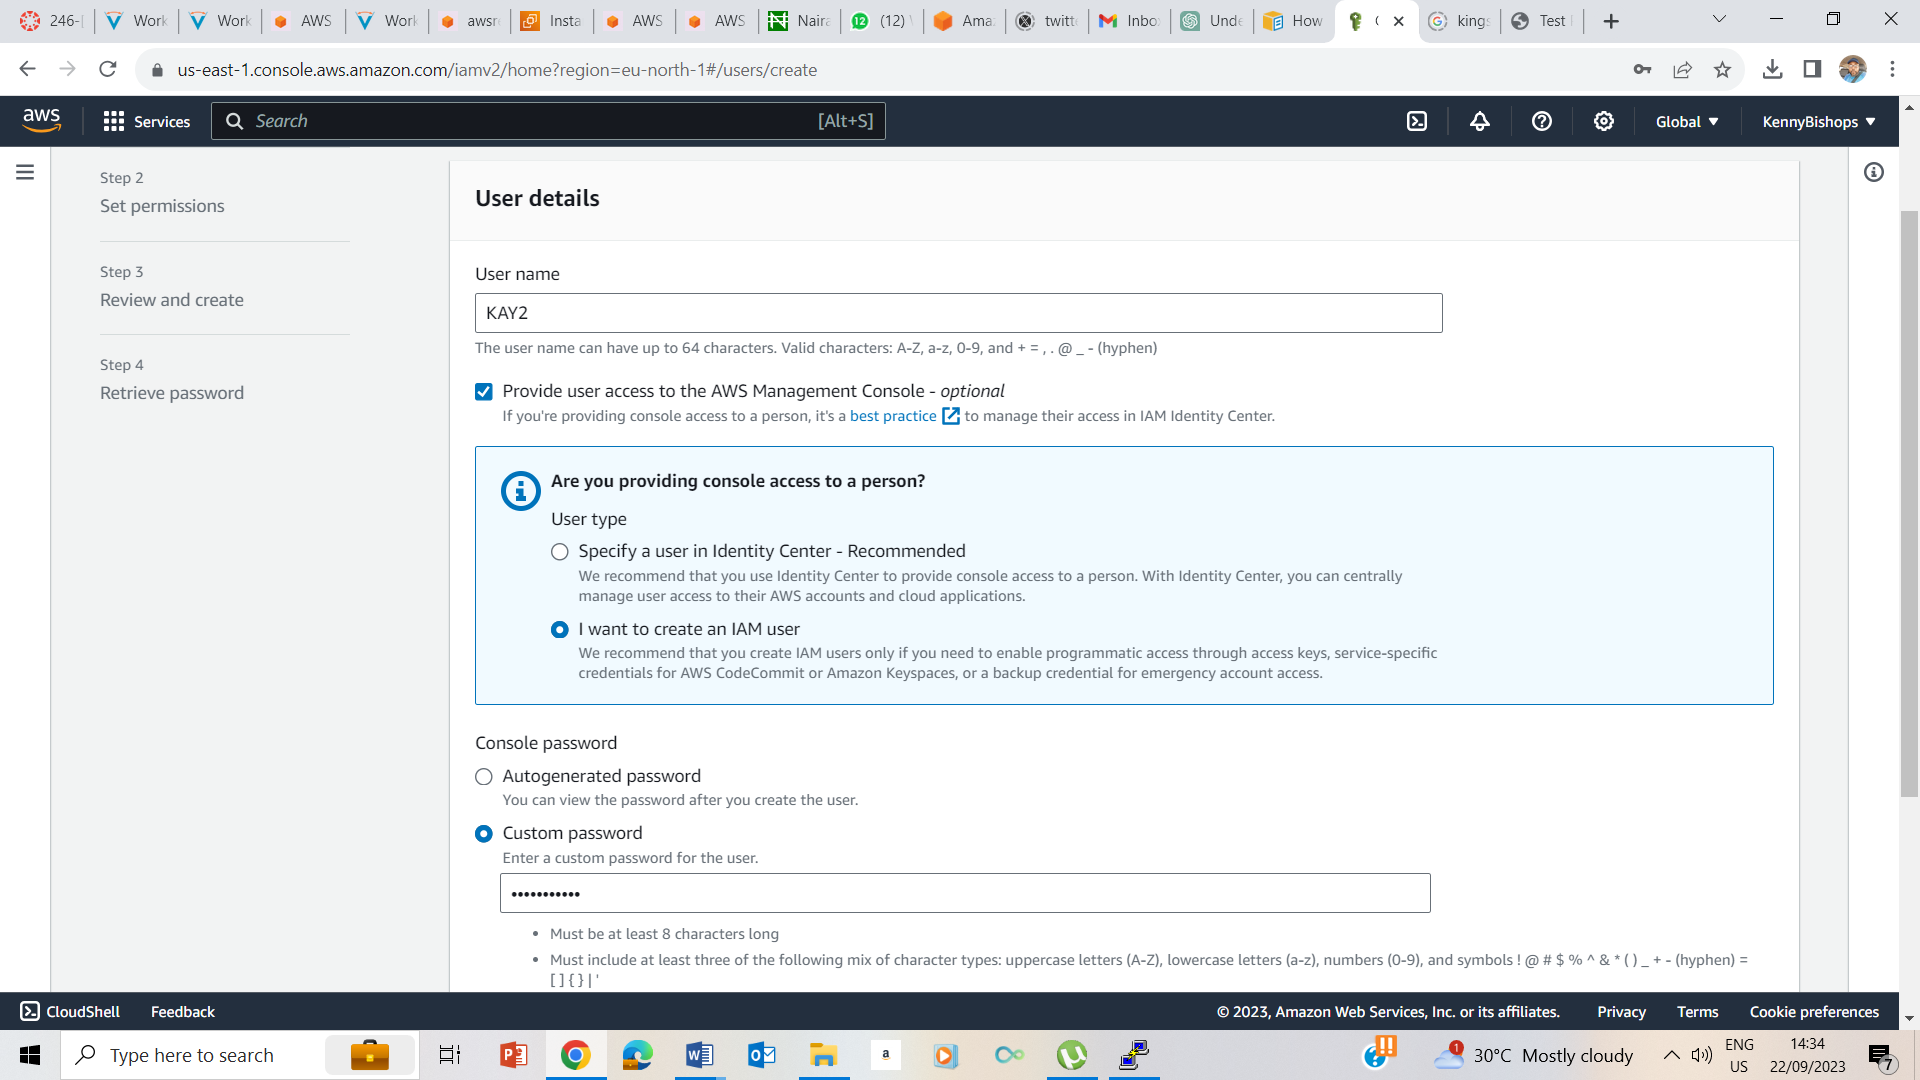 246-(
Work
Work
AWS
Work
awsr
Insta
AWS
AWS
Naira
(12)
Ama
twitt
Inbo
Unde
How
kings
Test
us-east-1.console.aws.amazon.com/iamv2/home?region=eu-north-1#/users/create
aws
Services
Search
[Alt+S]
Global
KennyBishops
Step 2
Set permissions
Step 3
Review and create
Step 4
Retrieve password
User details
User name
KAY2
The user name can have up to 64 characters. Valid characters: A-Z, a-z, 0-9, and + = , . @ _ - (hyphen)
Provide user access to the AWS Management Console - optional
If you're providing console access to a person, it's a best practice to manage their access in IAM Identity Center.
Are you providing console access to a person?
User type
Specify a user in Identity Center - Recommended
We recommend that you use Identity Center to provide console access to a person. With Identity Center, you can centrally
manage user access to their AWS accounts and cloud applications.
I want to create an IAM user
We recommend that you create IAM users only if you need to enable programmatic access through access keys, service-specific
credentials for AWS CodeCommit or Amazon Keyspaces, or a backup credential for emergency account access.
Console password
Autogenerated password
You can view the password after you create the user.
Custom password
Enter a custom password for the user.
•••••••••••
• Must be at least 8 characters long
• Must include at least three of the following mix of character types: uppercase letters (A-Z), lowercase letters (a-z), numbers (0-9), and symbols ! @ # $ % ^ & * ( ) _ + - (hyphen) =
[ ] { } | '
CloudShell
Feedback
© 2023, Amazon Web Services, Inc. or its affiliates.
Privacy
Terms
Cookie preferences
Type here to search
1
30°C Mostly cloudy
ENG
US
14:34
22/09/2023
7